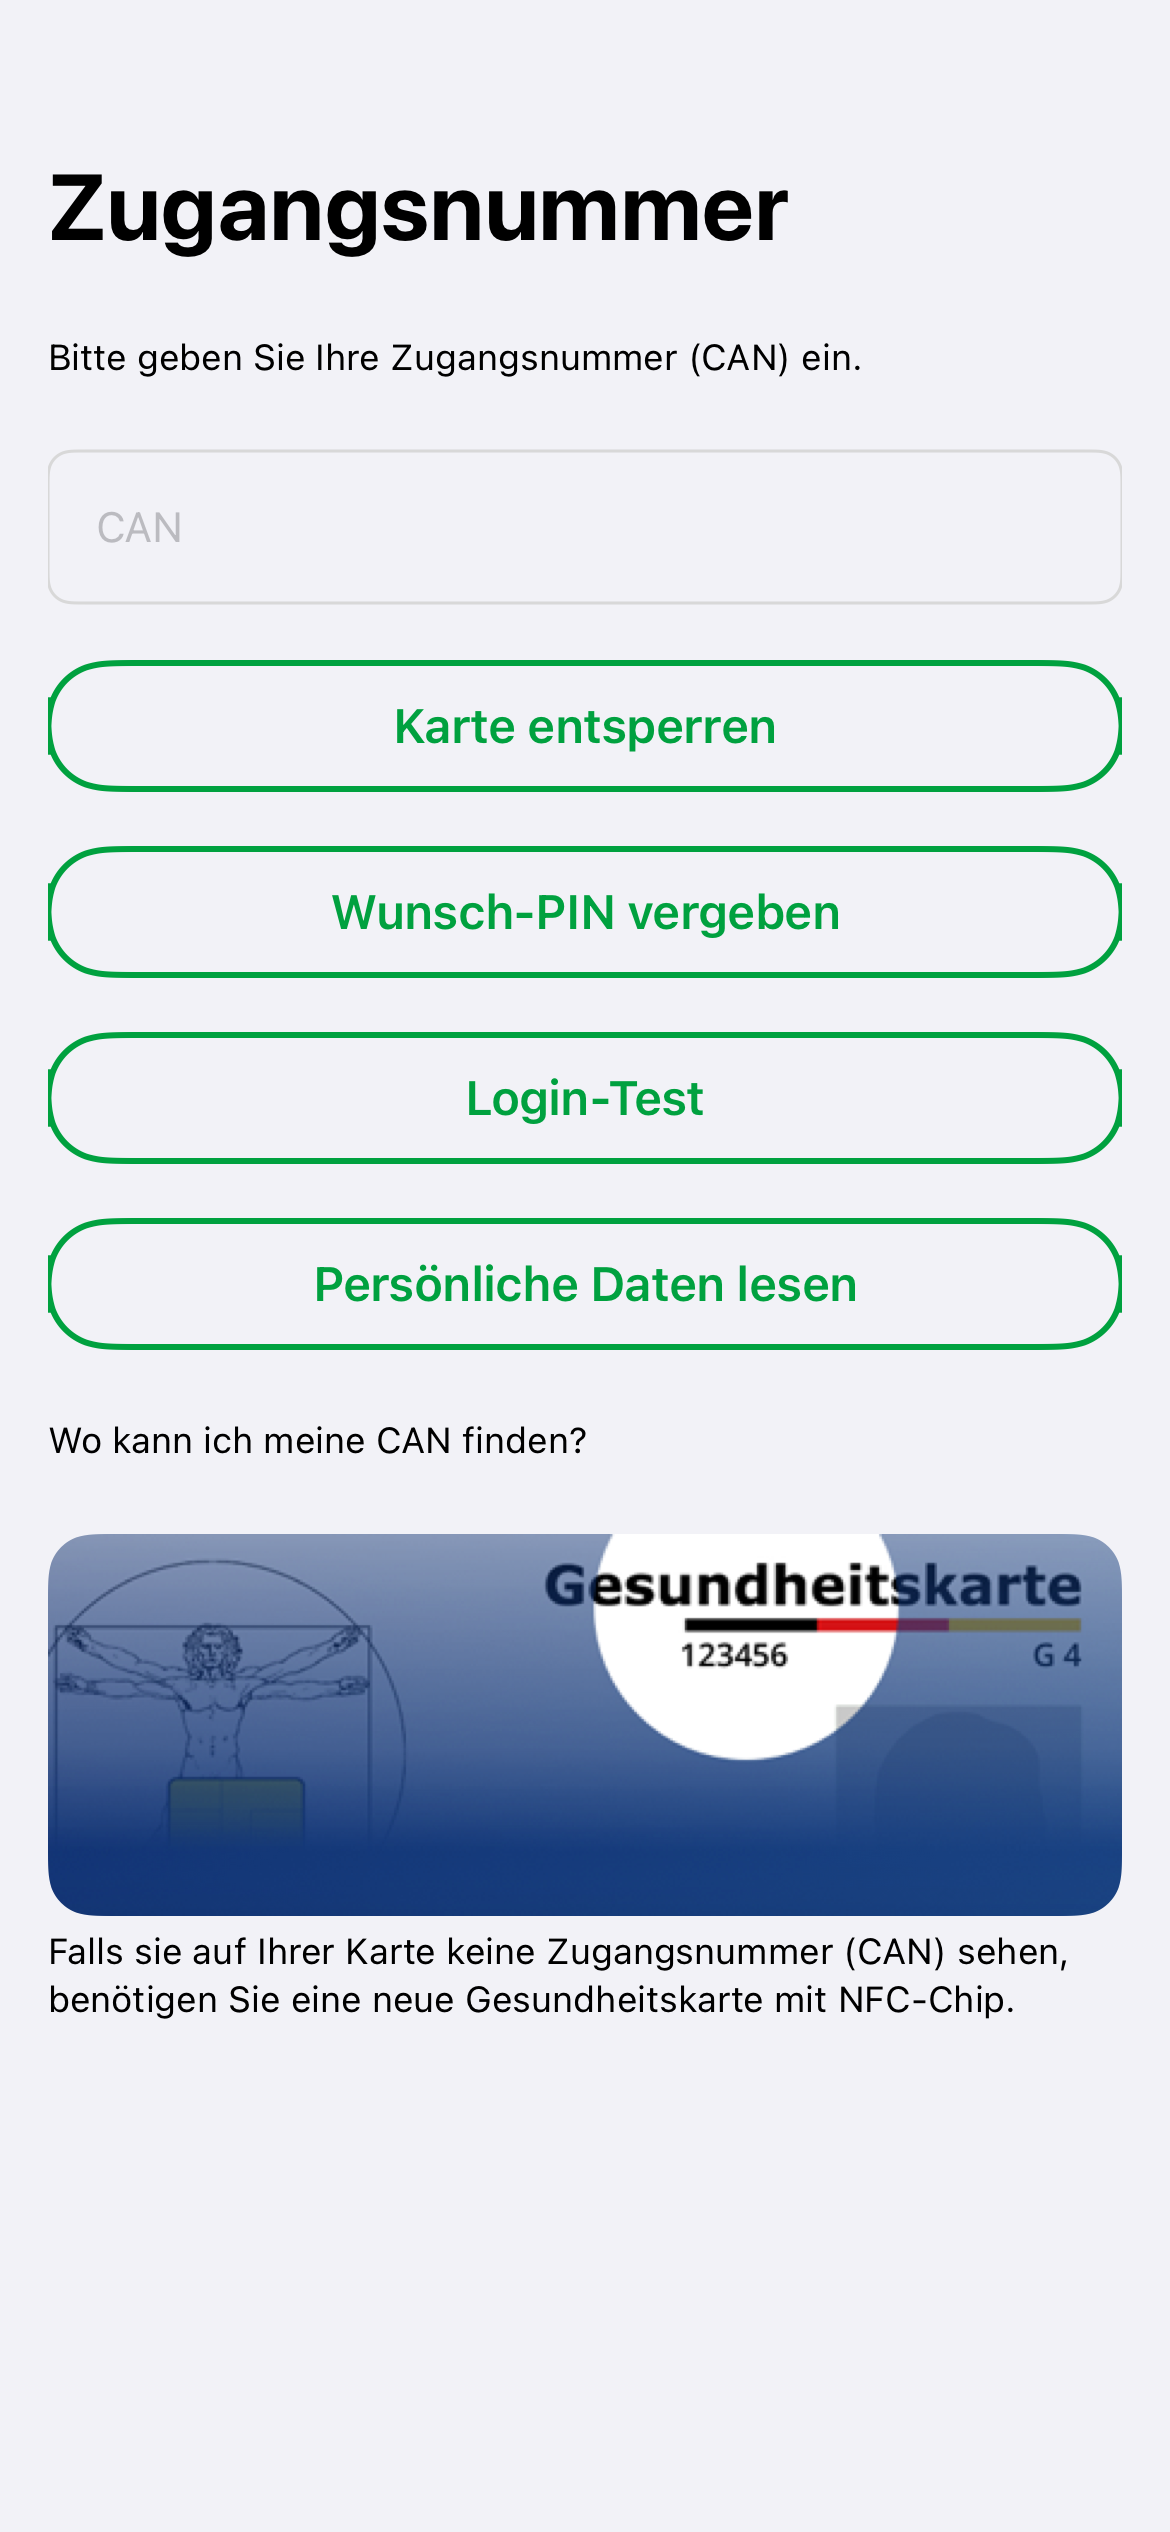 Zugangsnummer
Bitte geben Sie Ihre Zugangsnummer (CAN) ein.
CAN
Karte entsperren
Wunsch-PIN vergeben
Login-Test
Persönliche Daten lesen
Wo kann ich meine CAN finden?
Gesundheitskarte
123456 G 4
Falls sie auf Ihrer Karte keine Zugangsnummer (CAN) sehen,
benötigen Sie eine neue Gesundheitskarte mit NFC-Chip.